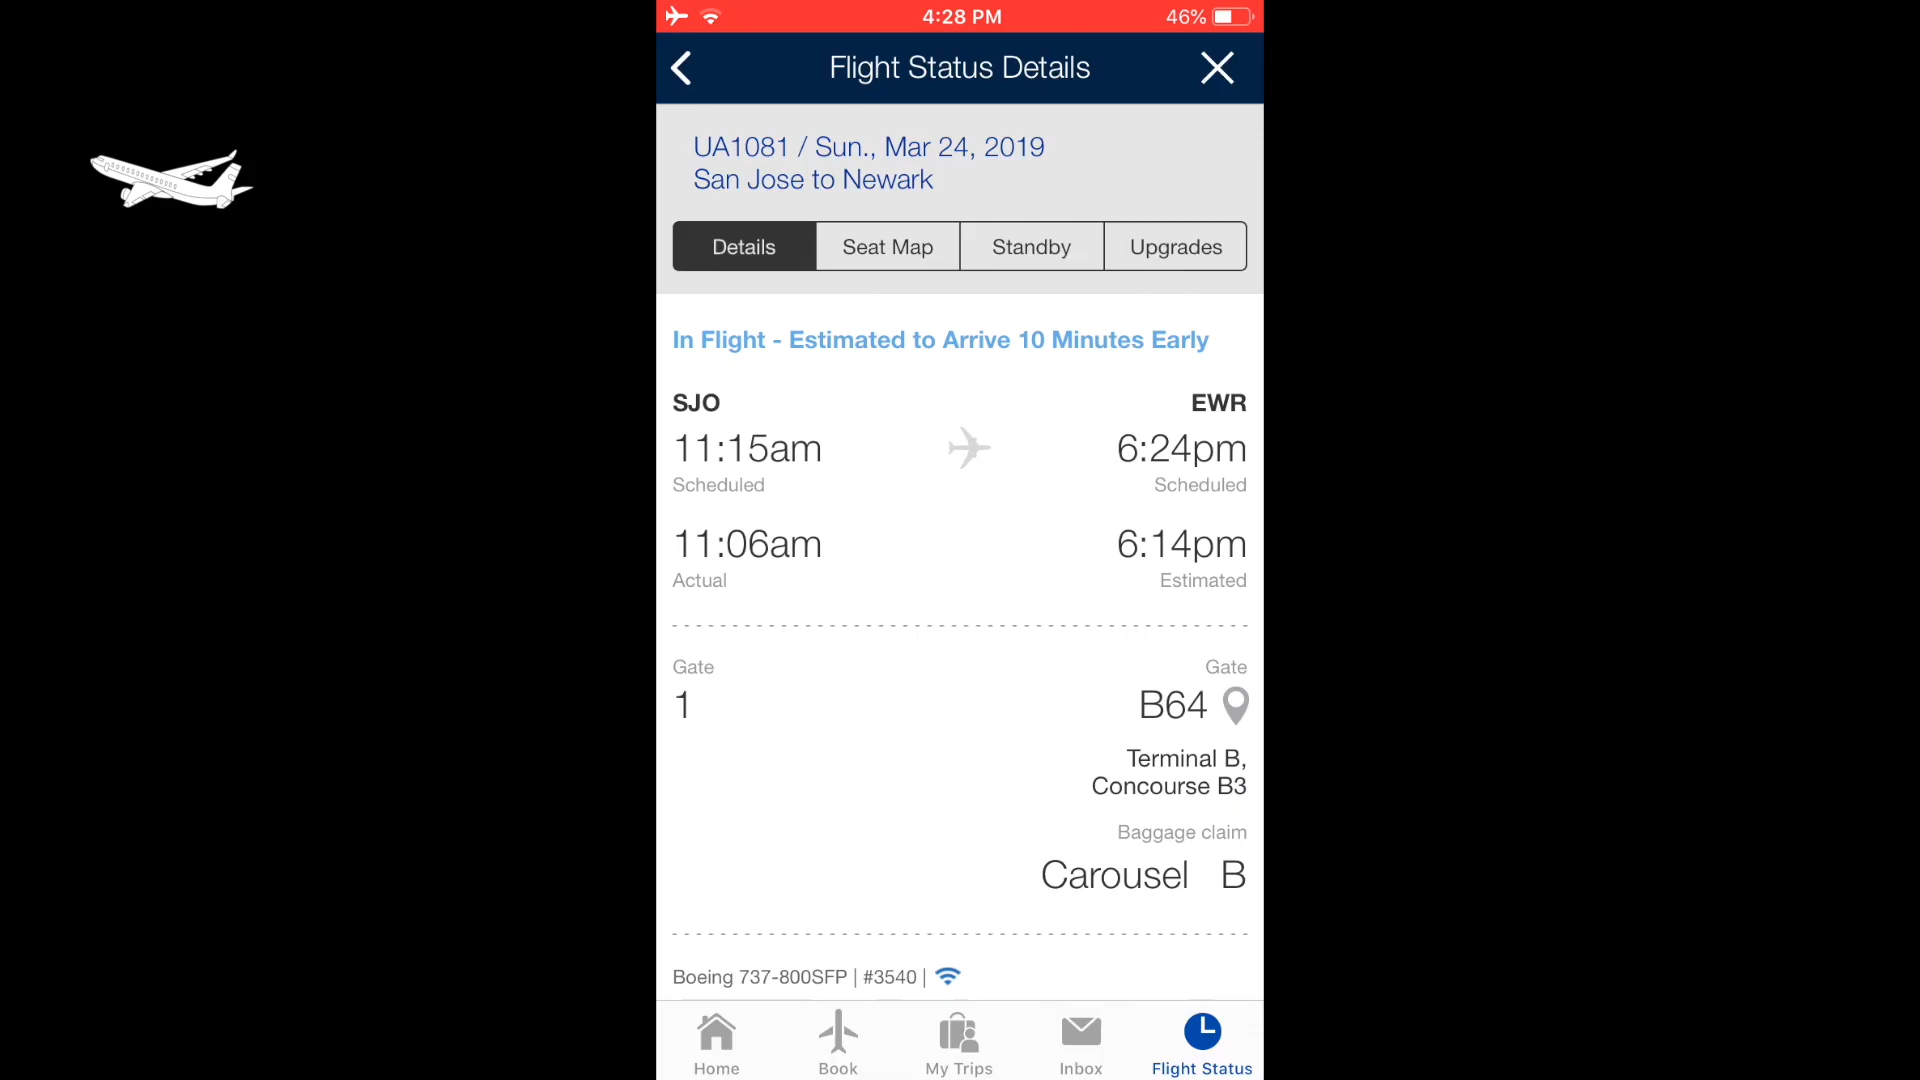 4:28 PM
46%
Flight Status Details
UA1081 / Sun., Mar 24, 2019
San Jose to Newark
Details Seat Map Standby Upgrades
In Flight - Estimated to Arrive 10 Minutes Early
SJO EWR
11:15am 6:24pm
Scheduled Scheduled
11:06am 6:14pm
Actual Estimated
Gate Gate
1 B64
Terminal B,
Concourse B3
Baggage claim
Carousel B
Boeing 737-800SFP | #3540 |
Home Book My Trips Inbox Flight Status